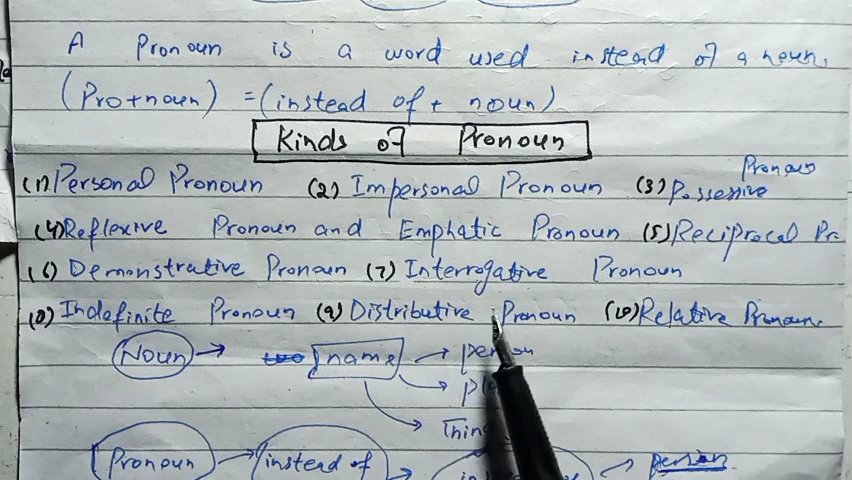 A Pronoun is a word used instead of a noun.
(Pro+noun) = (instead of + noun)
Kinds of Pronoun
(1) Personal Pronoun (2) Impersonal Pronoun (3) Possessive Pronoun
(4) Reflexive Pronoun and Emphatic Pronoun (5) Reciprocal Pr
(6) Demonstrative Pronoun (7) Interrogative Pronoun
(8) Indefinite Pronoun (9) Distributive Pronoun (10) Relative Pronoun.
Noun → name → person
Thing
Pronoun → instead of → → person